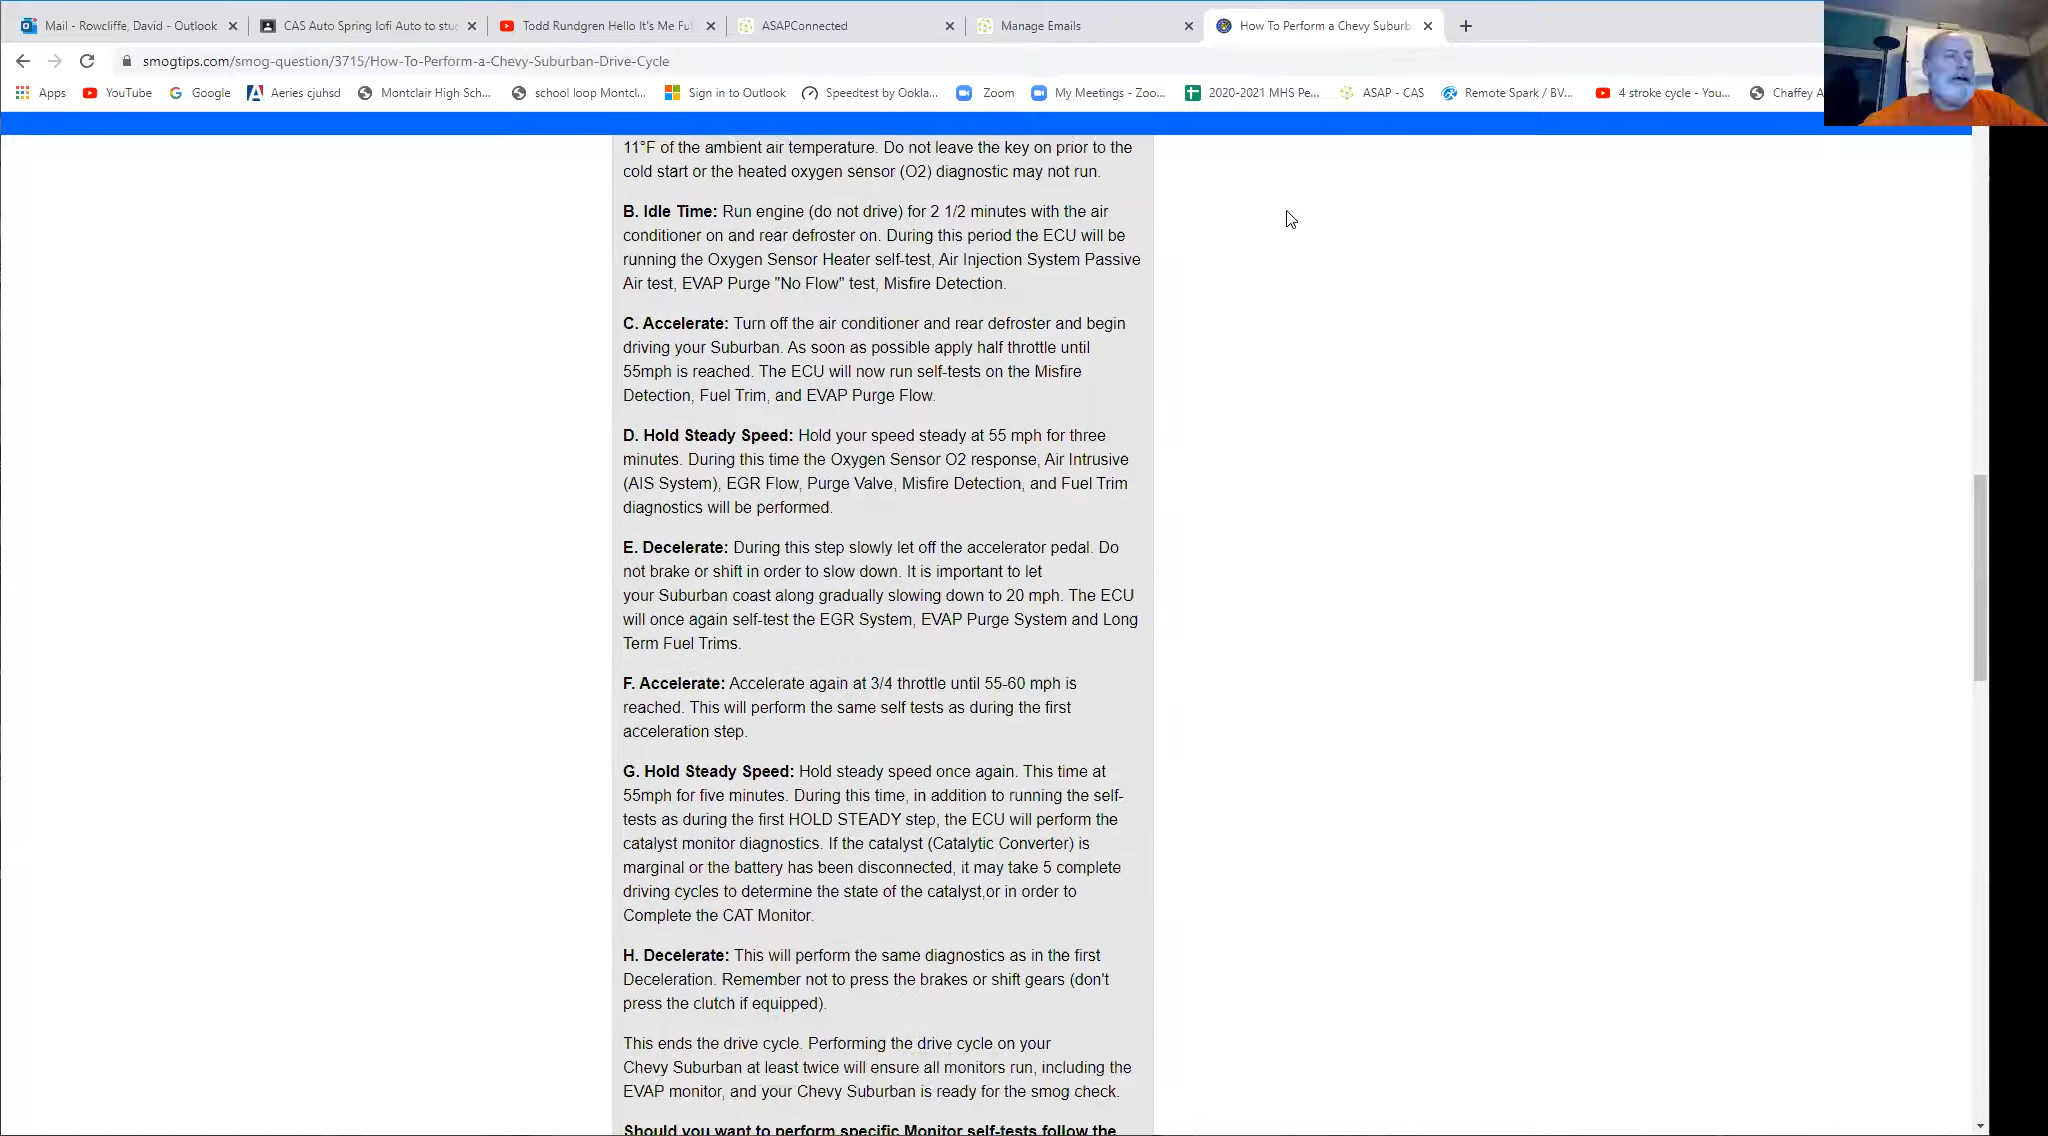 Mail - Rowcliffe, David - Outlook
CAS Auto Spring Iofi Auto to stu
Todd Rundgren Hello It's Me Ful
ASAPConnected
Manage Emails
How To Perform a Chevy Suburb
smogtips.com/smog-question/3715/How-To-Perform-a-Chevy-Suburban-Drive-Cycle
Apps
YouTube
Google
Aeries cjuhsd
Montclair High Sch...
school loop Montcl...
Sign in to Outlook
Speedtest by Ookla...
Zoom
My Meetings - Zoo...
2020-2021 MHS Pe...
ASAP - CAS
Remote Spark / BV...
4 stroke cycle - You...
Chaffey A
11°F of the ambient air temperature. Do not leave the key on prior to the
cold start or the heated oxygen sensor (O2) diagnostic may not run.
B. Idle Time: Run engine (do not drive) for 2 1/2 minutes with the air
conditioner on and rear defroster on. During this period the ECU will be
running the Oxygen Sensor Heater self-test, Air Injection System Passive
Air test, EVAP Purge "No Flow" test, Misfire Detection.
C. Accelerate: Turn off the air conditioner and rear defroster and begin
driving your Suburban. As soon as possible apply half throttle until
55mph is reached. The ECU will now run self-tests on the Misfire
Detection, Fuel Trim, and EVAP Purge Flow.
D. Hold Steady Speed: Hold your speed steady at 55 mph for three
minutes. During this time the Oxygen Sensor O2 response, Air Intrusive
(AIS System), EGR Flow, Purge Valve, Misfire Detection, and Fuel Trim
diagnostics will be performed.
E. Decelerate: During this step slowly let off the accelerator pedal. Do
not brake or shift in order to slow down. It is important to let
your Suburban coast along gradually slowing down to 20 mph. The ECU
will once again self-test the EGR System, EVAP Purge System and Long
Term Fuel Trims.
F. Accelerate: Accelerate again at 3/4 throttle until 55-60 mph is
reached. This will perform the same self tests as during the first
acceleration step.
G. Hold Steady Speed: Hold steady speed once again. This time at
55mph for five minutes. During this time, in addition to running the self-
tests as during the first HOLD STEADY step, the ECU will perform the
catalyst monitor diagnostics. If the catalyst (Catalytic Converter) is
marginal or the battery has been disconnected, it may take 5 complete
driving cycles to determine the state of the catalyst,or in order to
Complete the CAT Monitor.
H. Decelerate: This will perform the same diagnostics as in the first
Deceleration. Remember not to press the brakes or shift gears (don't
press the clutch if equipped).
This ends the drive cycle. Performing the drive cycle on your
Chevy Suburban at least twice will ensure all monitors run, including the
EVAP monitor, and your Chevy Suburban is ready for the smog check.
Should you want to perform specific Monitor self-tests follow the